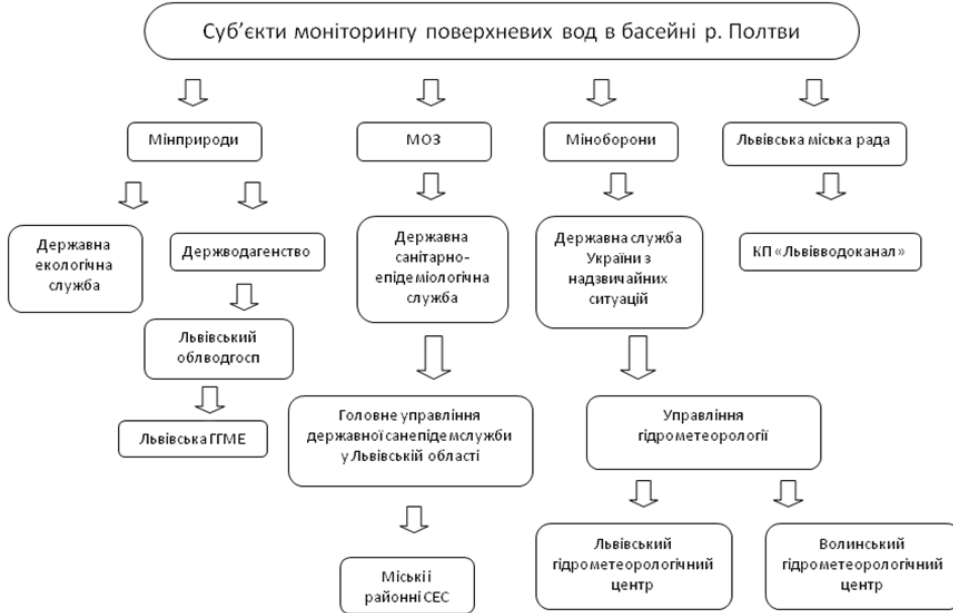 Суб’єкти моніторингу поверхневих вод в басейні р. Полтви
Мінприроди
МОЗ
Міноборони
Львівська міська рада
Державна
екологічна
служба
Держводагенство
Державна
санітарно-
епідеміологічна
служба
Державна служба
України з
надзвичайних
ситуацій
КП «Львівводоканал»
Львівський
облводгосп
Львівська ГГМЕ
Головне управління
державної санепідемслужби
у Львівській області
Управління
гідрометеорології
Міські і
районні СЕС
Львівський
гідрометеорологічний
центр
Волинський
гідрометеорологічний
центр